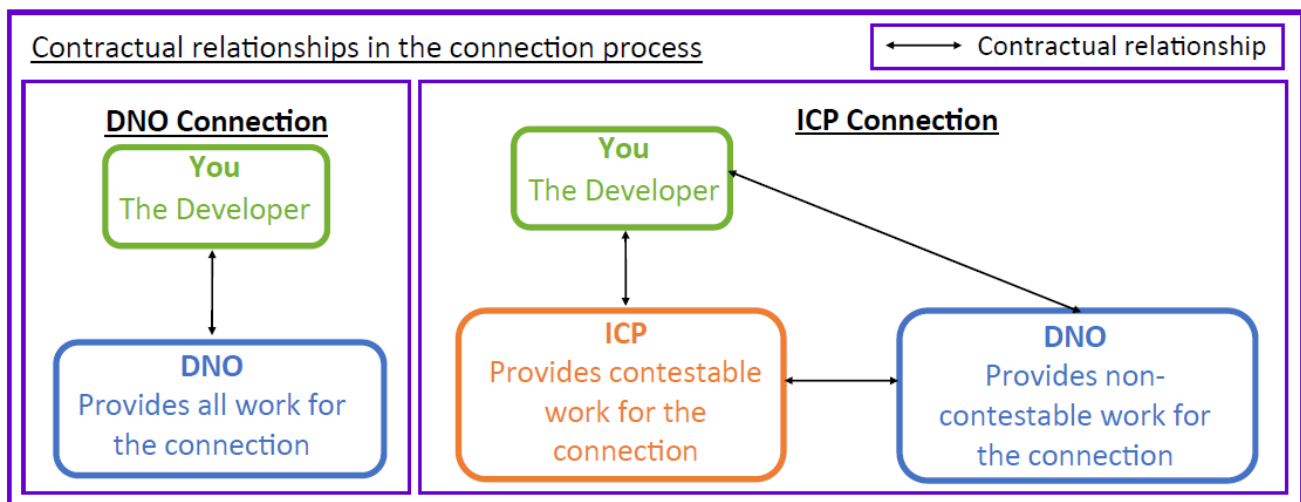 Contractual relationships in the connection process
Contractual relationship
DNO Connection
You
The Developer
DNO
Provides all work for
the connection
ICP Connection
You
The Developer
ICP
Provides contestable
work for the
connection
DNO
Provides non-
contestable work for
the connection